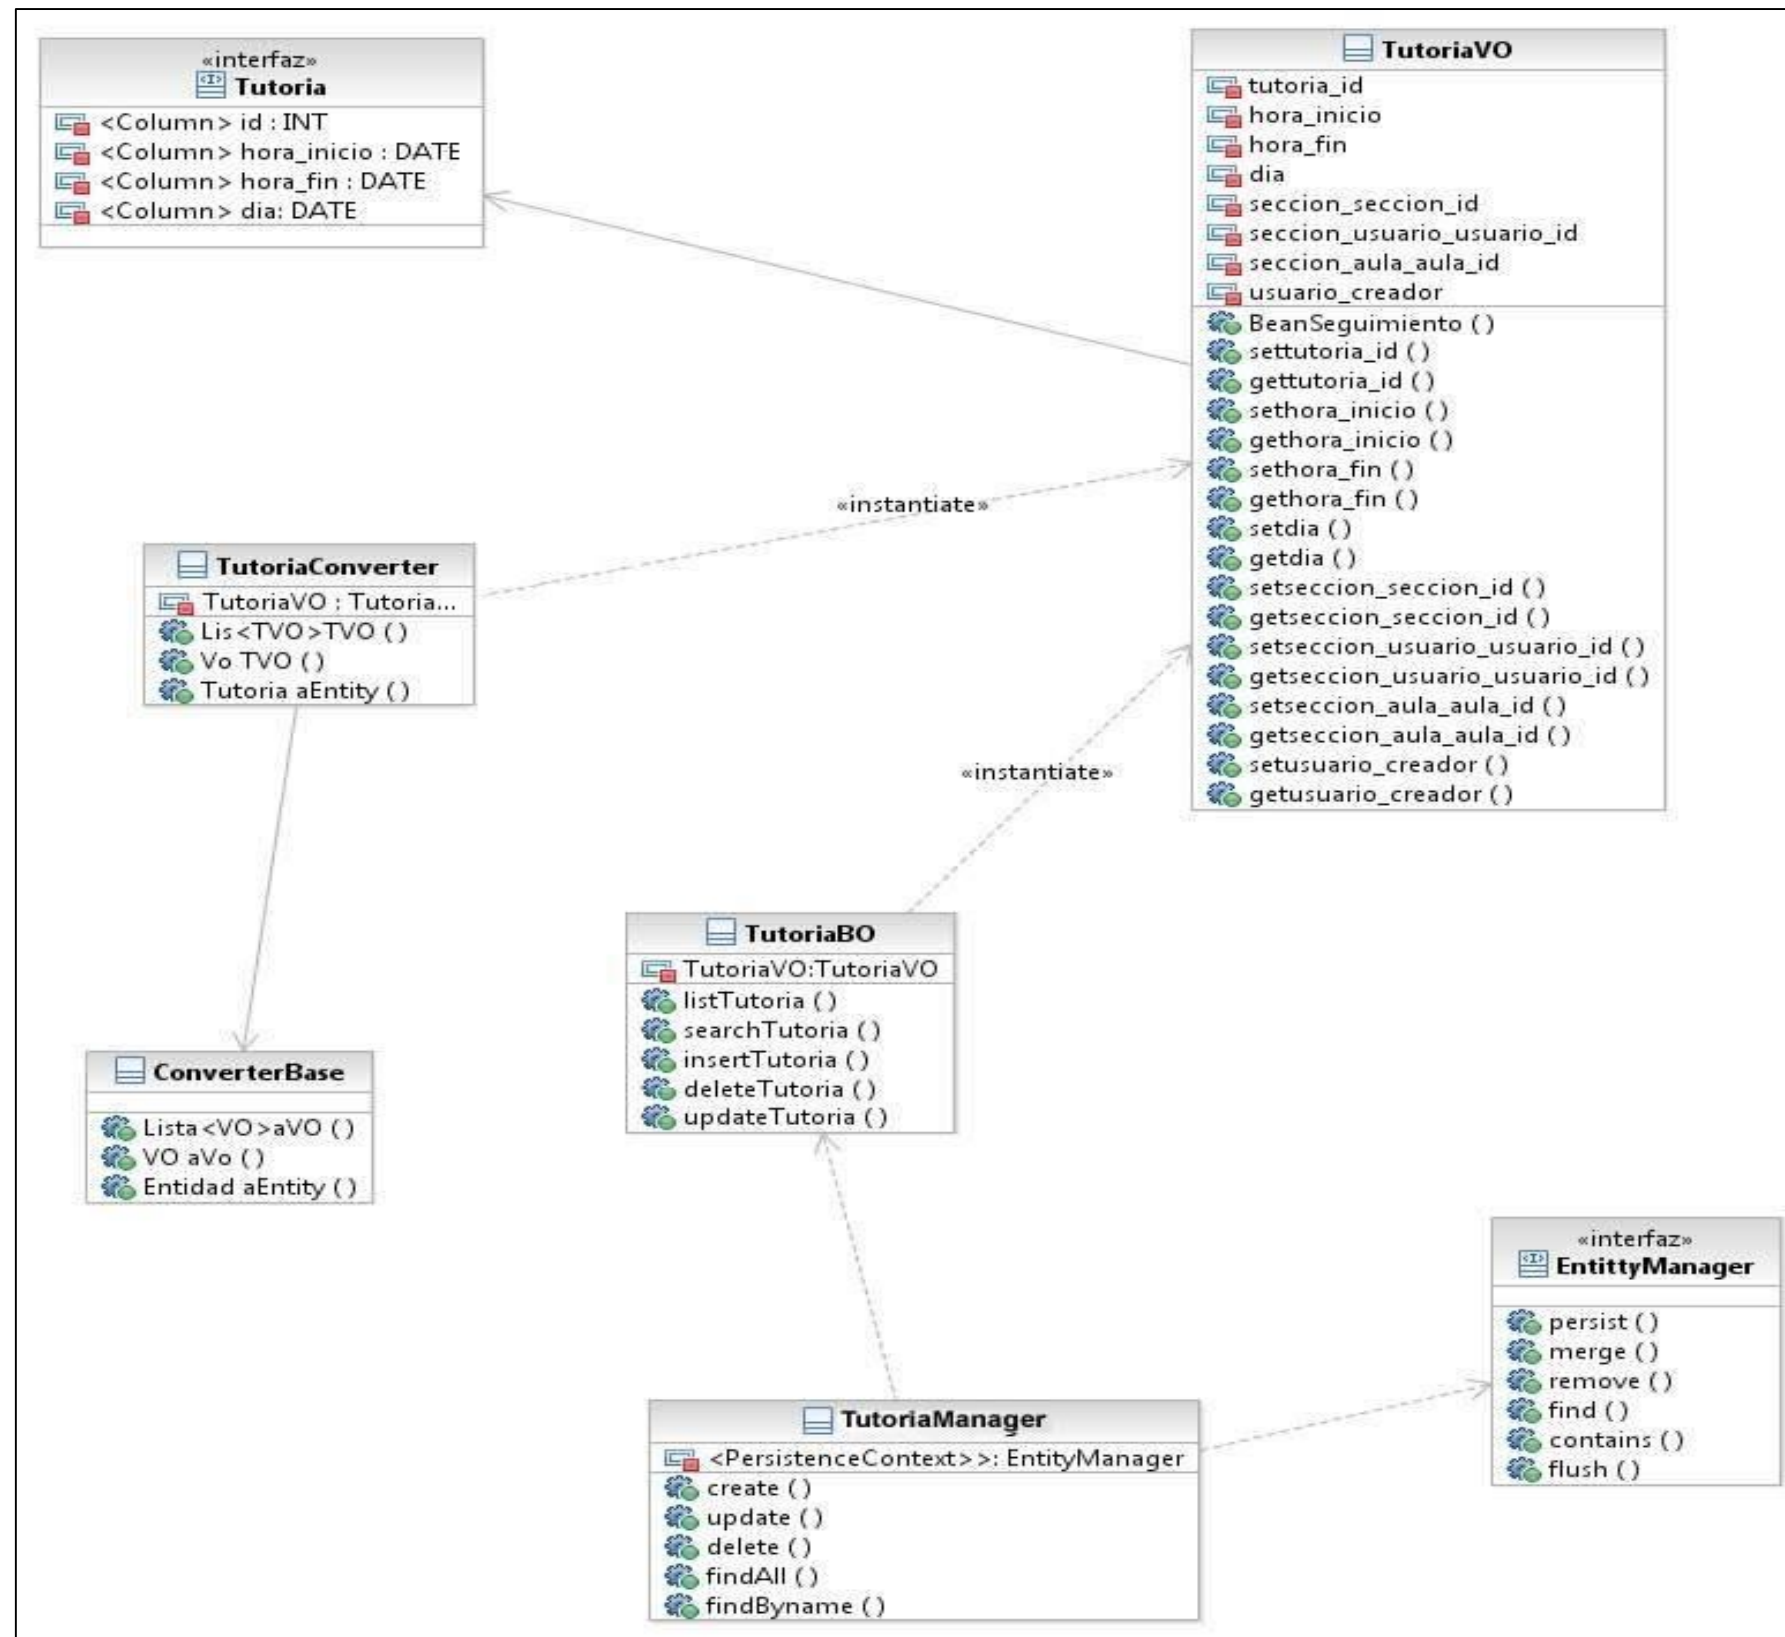 «interfaz»
Tutoria
<Column> id : INT
<Column> hora_inicio : DATE
<Column> hora_fin : DATE
<Column> dia: DATE
TutoriaVO
tutoria_id
hora_inicio
hora_fin
dia
seccion_seccion_id
seccion_usuario_usuario_id
seccion_aula_aula_id
usuario_creador
BeanSeguimiento ( )
settutoria_id ( )
gettutoria_id ( )
sethora_inicio ( )
gethora_inicio ( )
sethora_fin ( )
gethora_fin ( )
setdia ( )
getdia ( )
setseccion_seccion_id ( )
getseccion_seccion_id ( )
setseccion_usuario_usuario_id ( )
getseccion_usuario_usuario_id ( )
setseccion_aula_aula_id ( )
getseccion_aula_aula_id ( )
setusuario_creador ( )
getusuario_creador ( )
«instantiate»
TutoriaConverter
TutoriaVO : Tutoria...
Lis<TVO>TVO ( )
Vo TVO ( )
Tutoria aEntity ( )
«instantiate»
TutoriaBO
TutoriaVO:TutoriaVO
listTutoria ( )
searchTutoria ( )
insertTutoria ( )
deleteTutoria ( )
updateTutoria ( )
ConverterBase
Lista<VO>aVO ( )
VO aVo ( )
Entidad aEntity ( )
«interfaz»
EntittyManager
persist ( )
merge ( )
remove ( )
find ( )
contains ( )
flush ( )
TutoriaManager
<PersistenceContext>>: EntityManager
create ( )
update ( )
delete ( )
findAll ( )
findByname ( )